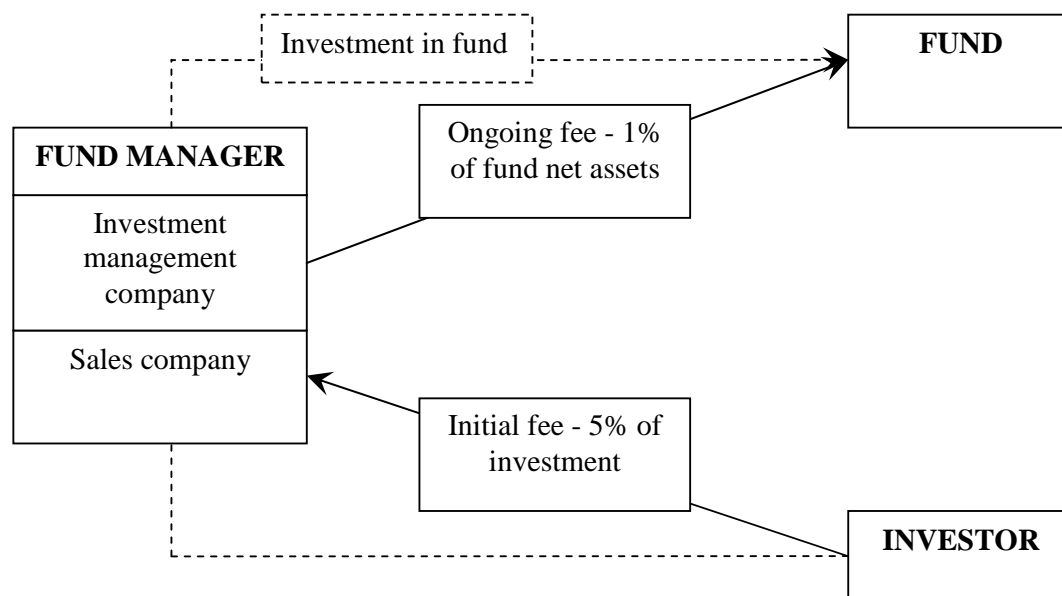 Investment in fund
FUND
FUND MANAGER
Ongoing fee - 1%
of fund net assets
Investment
management
company
Sales company
Initial fee - 5% of
investment
INVESTOR